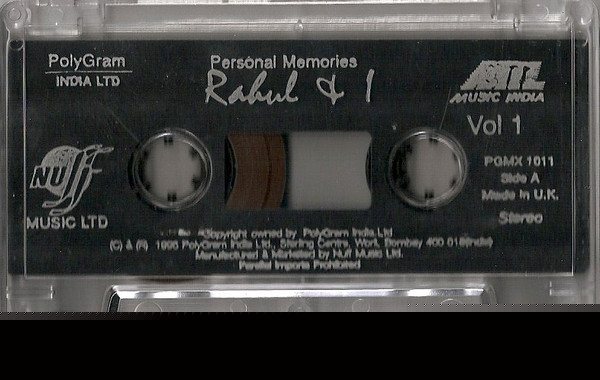 PolyGram
INDIA LTD
Personal Memories
Rahul & I
MUSIC INDIA
Vol 1
NUFF
MUSIC LTD
PGMX 1011
Side A
Made in U.K.
Stereo
Copyright owned by PolyGram India Ltd
(C) & (P) 1996 PolyGram India Ltd., Sterling Centre, Worli, Bombay 400 018(India)
Manufactured & Marketed by Nuff Music Ltd.
Parallel Imports Prohibited